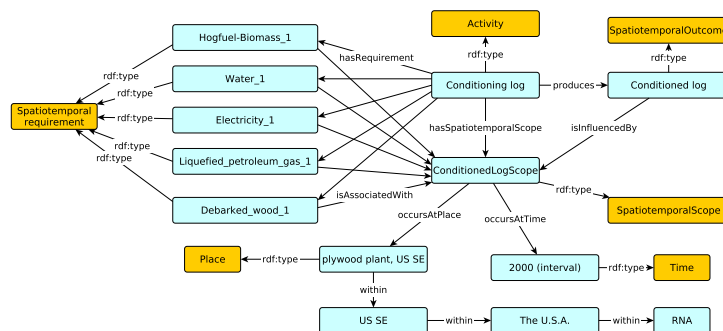 Activity
SpatiotemporalOutcome
Hogfuel-Biomass_1
hasRequirement
rdf:type
rdf:type
rdf:type
Water_1
Conditioning log
produces
Conditioned log
rdf:type
Spatiotemporal
requirement
rdf:type
Electricity_1
hasSpatiotemporalScope
isInfluencedBy
rdf:type
rdf:type
Liquefied_petroleum_gas_1
ConditionedLogScope
rdf:type
isAssociatedWith
Debarked_wood_1
occursAtPlace
occursAtTime
SpatiotemporalScope
Place
rdf:type
plywood plant, US SE
2000 (interval)
rdf:type
Time
within
US SE
within
The U.S.A.
within
RNA